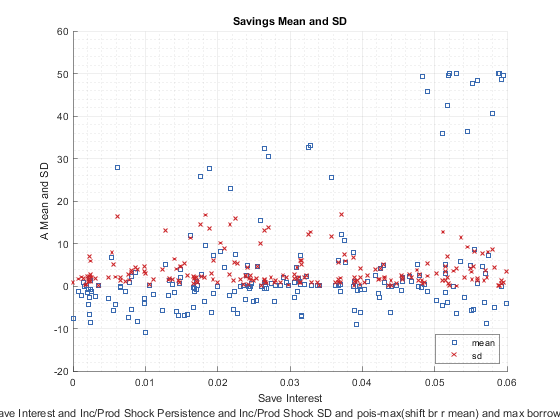 Savings Mean and SD
60
50
40
30
20
10
0
-10
-20
A Mean and SD
0
0.01
0.02
0.03
0.04
0.05
0.06
mean
sd
Save Interest
ave Interest and Inc/Prod Shock Persistence and Inc/Prod Shock SD and pois-max(shift br r mean) and max borrow